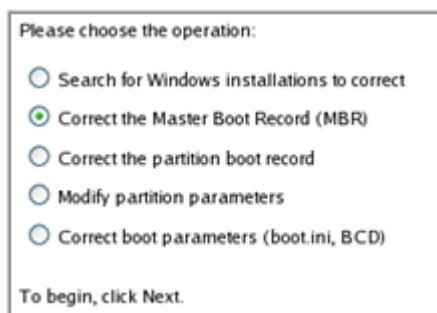 Please choose the operation:
Search for Windows installations to correct
Correct the Master Boot Record (MBR)
Correct the partition boot record
Modify partition parameters
Correct boot parameters (boot.ini, BCD)
To begin, click Next.